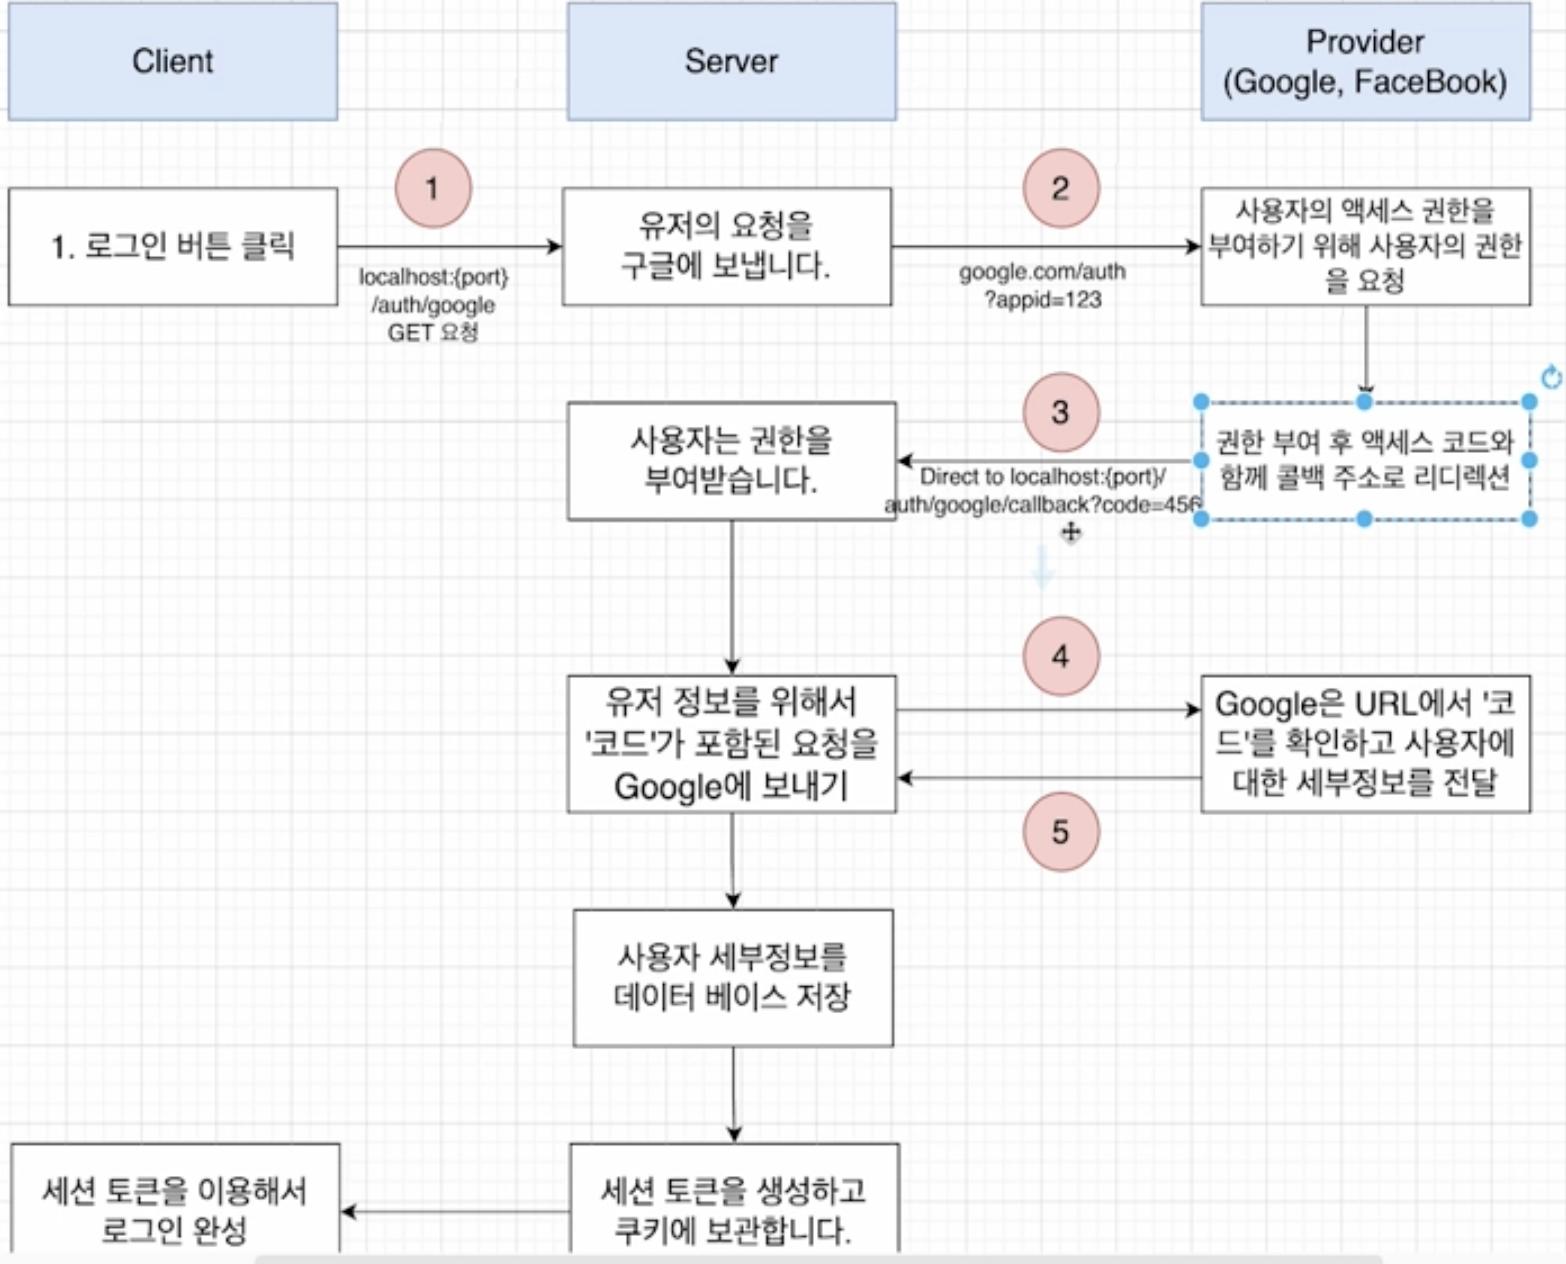 Client
Server
Provider
(Google, FaceBook)
1. 로그인 버튼 클릭
1
localhost:{port}
/auth/google
GET 요청
유저의 요청을
구글에 보냅니다.
2
google.com/auth
?appid=123
사용자의 액세스 권한을
부여하기 위해 사용자의 권한
을 요청
사용자는 권한을
부여받습니다.
3
Direct to localhost:{port}/
auth/google/callback?code=456
권한 부여 후 액세스 코드와
함께 콜백 주소로 리디렉션
유저 정보를 위해서
'코드'가 포함된 요청을
Google에 보내기
4
5
Google은 URL에서 '코
드'를 확인하고 사용자에
대한 세부정보를 전달
사용자 세부정보를
데이터 베이스 저장
세션 토큰을 이용해서
로그인 완성
세션 토큰을 생성하고
쿠키에 보관합니다.